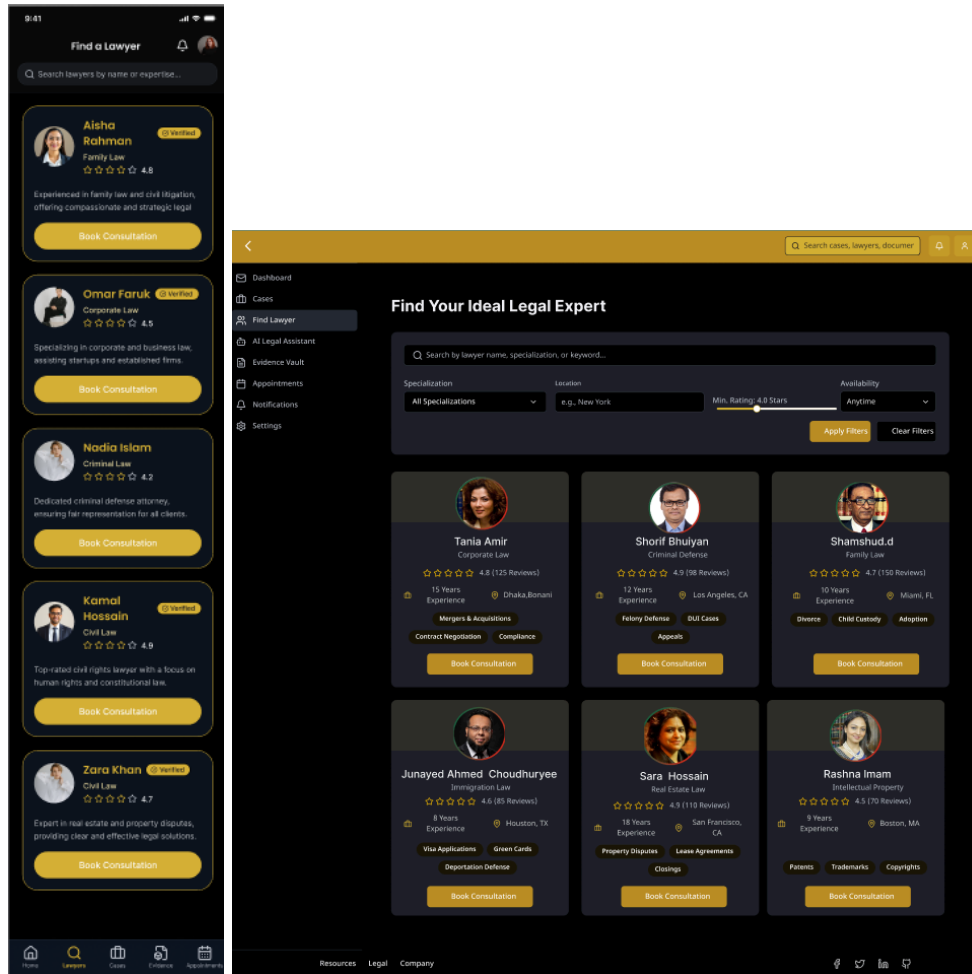 9:41
Find a Lawyer
Search lawyers by name or expertise...
Aisha
Rahman
Verified
Family Law
4.8
Experienced in family law and civil litigation,
offering compassionate and strategic legal
Book Consultation
Omar Faruk
Verified
Corporate Law
4.5
Specializing in corporate and business law,
assisting startups and established firms.
Book Consultation
Nadia Islam
Criminal Law
4.2
Dedicated criminal defense attorney,
ensuring fair representation for all clients.
Book Consultation
Kamal
Hossain
Verified
Civil Law
4.9
Top-rated civil rights lawyer with a focus on
human rights and constitutional law.
Book Consultation
Zara Khan
Verified
Civil Law
4.7
Expert in real estate and property disputes,
providing clear and effective legal solutions.
Book Consultation
Home Lawyers Cases Evidence Appointments
Search cases, lawyers, documer
Dashboard
Cases
Find Lawyer
AI Legal Assistant
Evidence Vault
Appointments
Notifications
Settings
Find Your Ideal Legal Expert
Search by lawyer name, specialization, or keyword...
Specialization
All Specializations
Location
e.g., New York
Min. Rating: 4.0 Stars
Availability
Anytime
Apply Filters
Clear Filters
Tania Amir
Corporate Law
4.8 (125 Reviews)
15 Years
Experience
Dhaka,Bonani
Mergers & Acquisitions
Contract Negotiation
Compliance
Book Consultation
Shorif Bhuiyan
Criminal Defense
4.9 (98 Reviews)
12 Years
Experience
Los Angeles, CA
Felony Defense
DUI Cases
Appeals
Book Consultation
Shamshud.d
Family Law
4.7 (150 Reviews)
10 Years
Experience
Miami, FL
Divorce
Child Custody
Adoption
Book Consultation
Junayed Ahmed Choudhuryee
Immigration Law
4.6 (85 Reviews)
8 Years
Experience
Houston, TX
Visa Applications
Green Cards
Deportation Defense
Book Consultation
Sara Hossain
Real Estate Law
4.9 (110 Reviews)
18 Years
Experience
San Francisco,
CA
Property Disputes
Lease Agreements
Closings
Book Consultation
Rashna Imam
Intellectual Property
4.5 (70 Reviews)
9 Years
Experience
Boston, MA
Patents
Trademarks
Copyrights
Book Consultation
Resources Legal Company